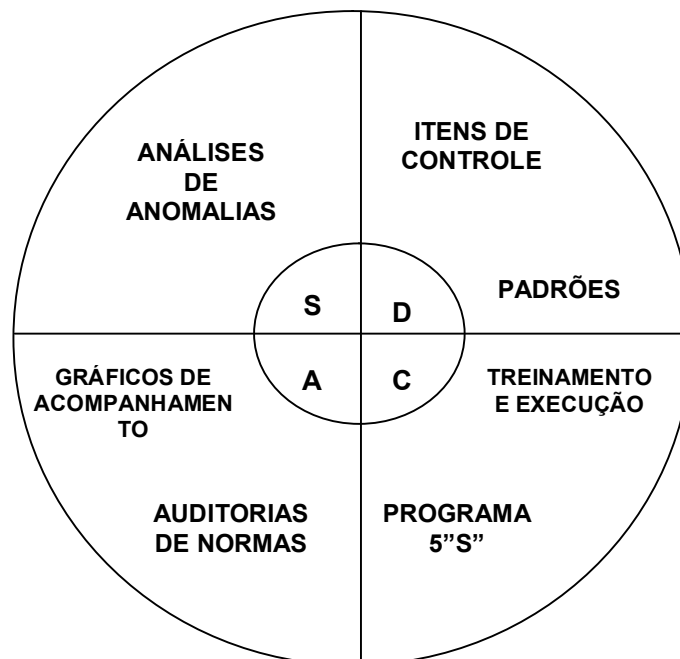 ANÁLISES
DE
ANOMALIAS
ITENS DE
CONTROLE
PADRÕES
S
D
A
C
GRÁFICOS DE
ACOMPANHAMEN
TO
TREINAMENTO
E EXECUÇÃO
AUDITORIAS
DE NORMAS
PROGRAMA
5”S”